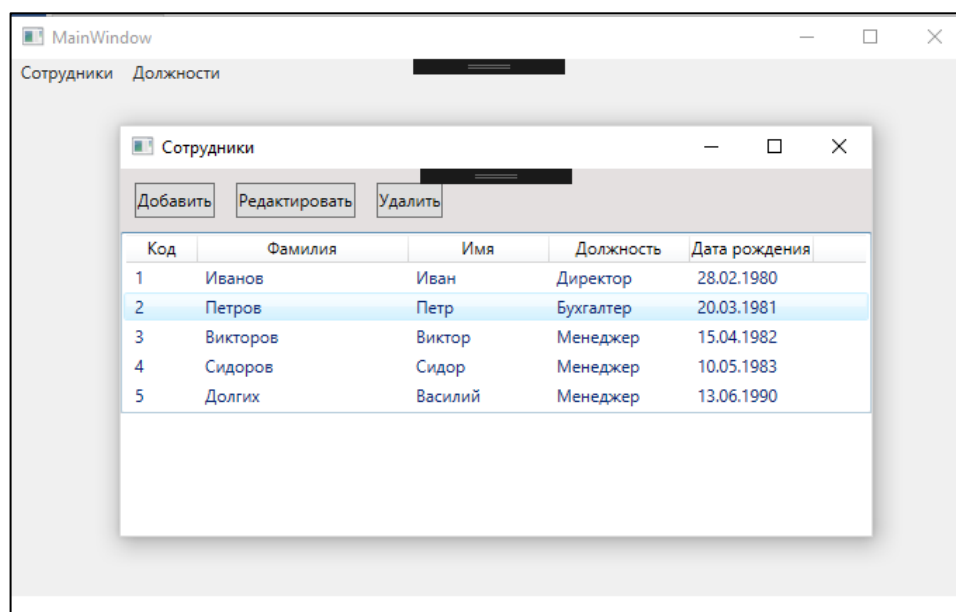 MainWindow
Сотрудники Должности
Сотрудники
Добавить Редактировать Удалить
Код Фамилия Имя Должность Дата рождения
1 Иванов Иван Директор 28.02.1980
2 Петров Петр Бухгалтер 20.03.1981
3 Викторов Виктор Менеджер 15.04.1982
4 Сидоров Сидор Менеджер 10.05.1983
5 Долгих Василий Менеджер 13.06.1990